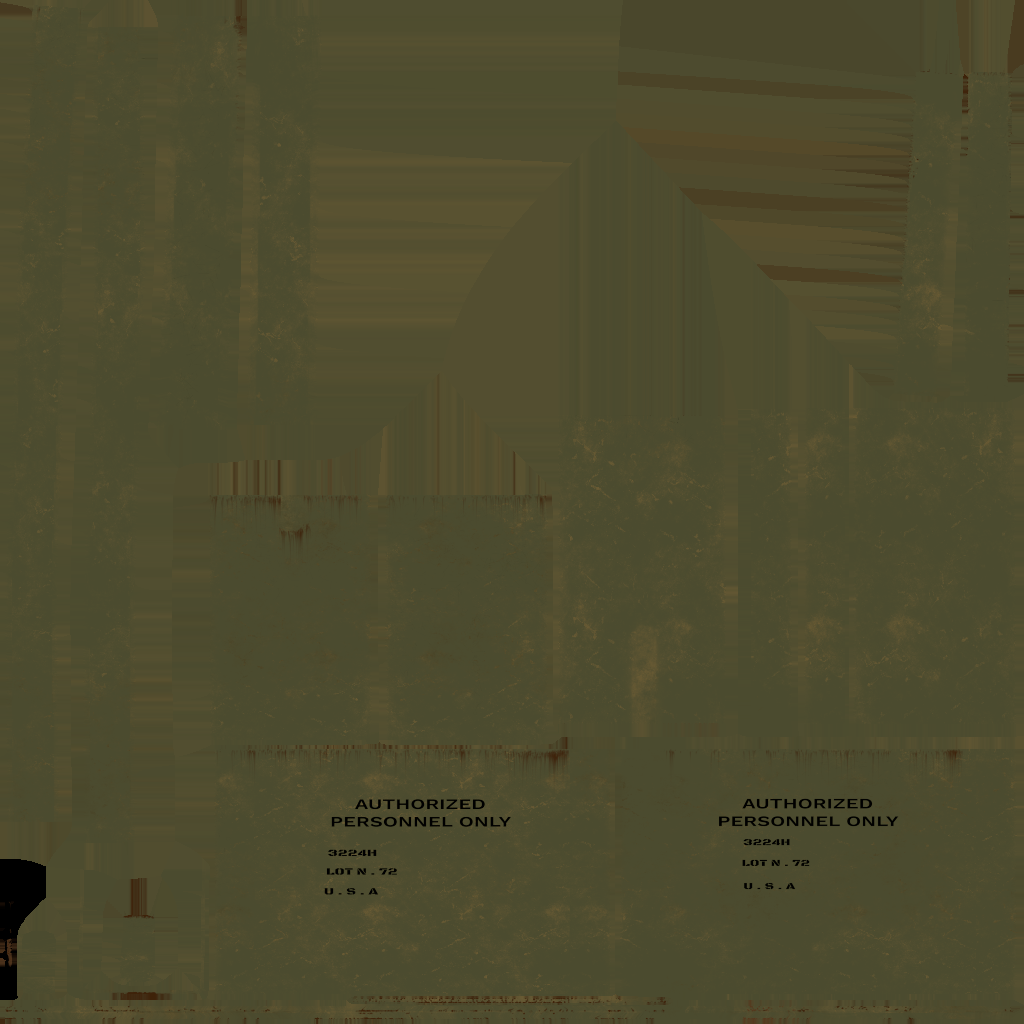 AUTHORIZED
PERSONNEL ONLY
3224H
LOT N . 72
U . S . A
AUTHORIZED
PERSONNEL ONLY
3224H
LOT N . 72
U . S . A